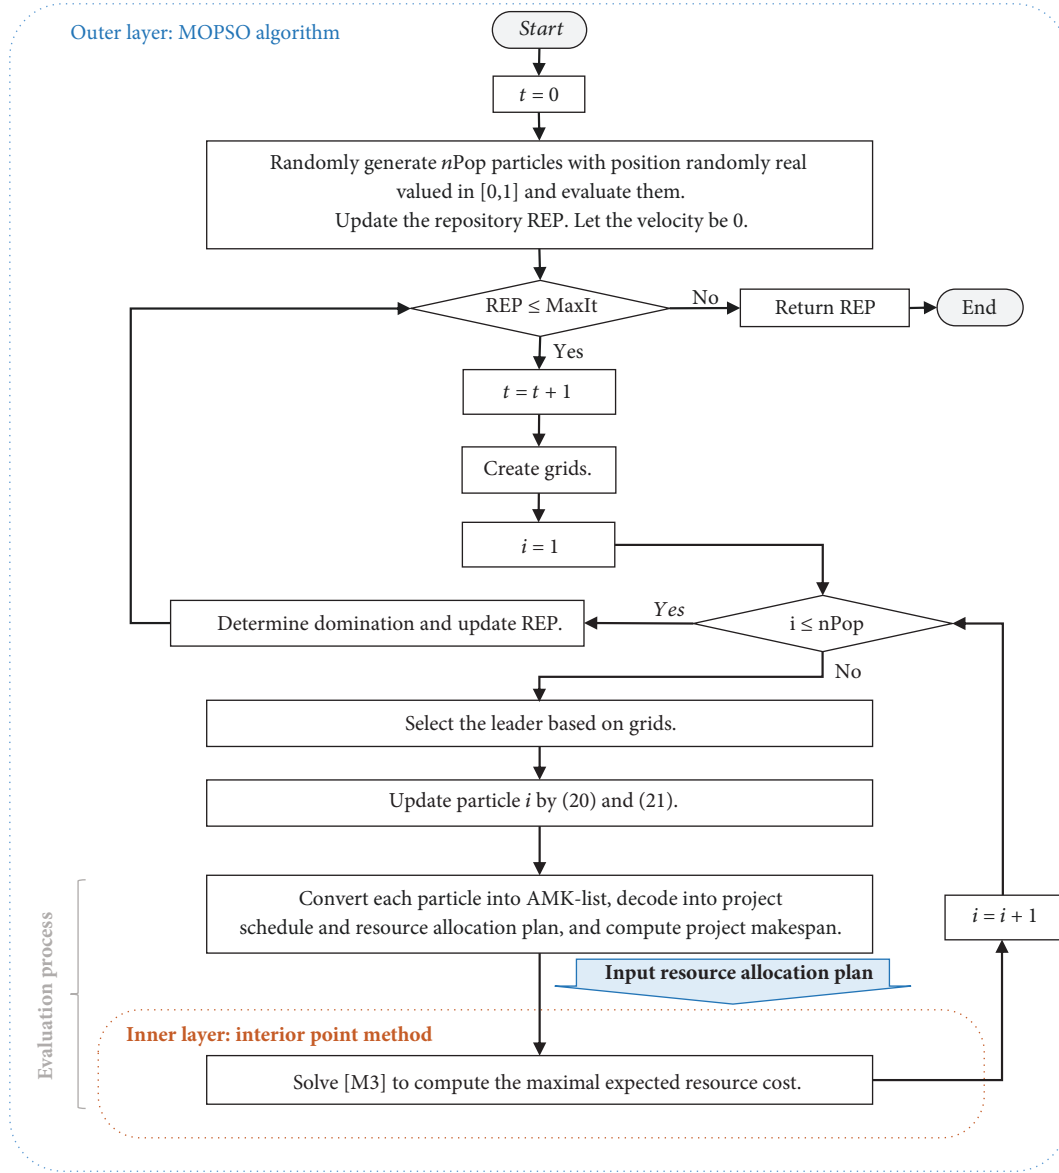 Outer layer: MOPSO algorithm
Start
t = 0
Randomly generate nPop particles with position randomly real
valued in [0,1] and evaluate them.
Update the repository REP. Let the velocity be 0.
REP ≤ MaxIt
No
Return REP
End
Yes
t = t + 1
Create grids.
i = 1
Determine domination and update REP.
Yes
i ≤ nPop
No
Select the leader based on grids.
Update particle i by (20) and (21).
Convert each particle into AMK-list, decode into project
schedule and resource allocation plan, and compute project makespan.
i = i + 1
Input resource allocation plan
Evaluation process
Inner layer: interior point method
Solve [M3] to compute the maximal expected resource cost.